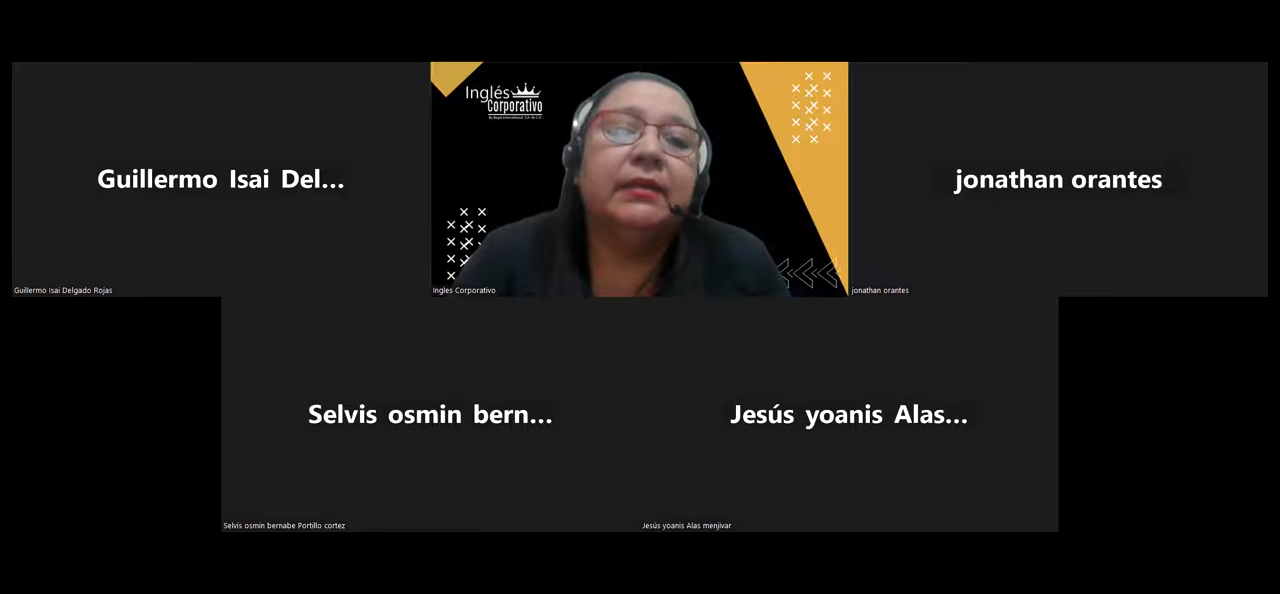 Guillermo Isai Del...
Guillermo Isai Delgado Rojas
Inglés
Corporativo
Ingles Corporativo
jonathan orantes
jonathan orantes
Selvis osmin bern...
Selvis osmin bernabe Portillo cortez
Jesús yoanis Alas...
Jesús yoanis Alas menjivar